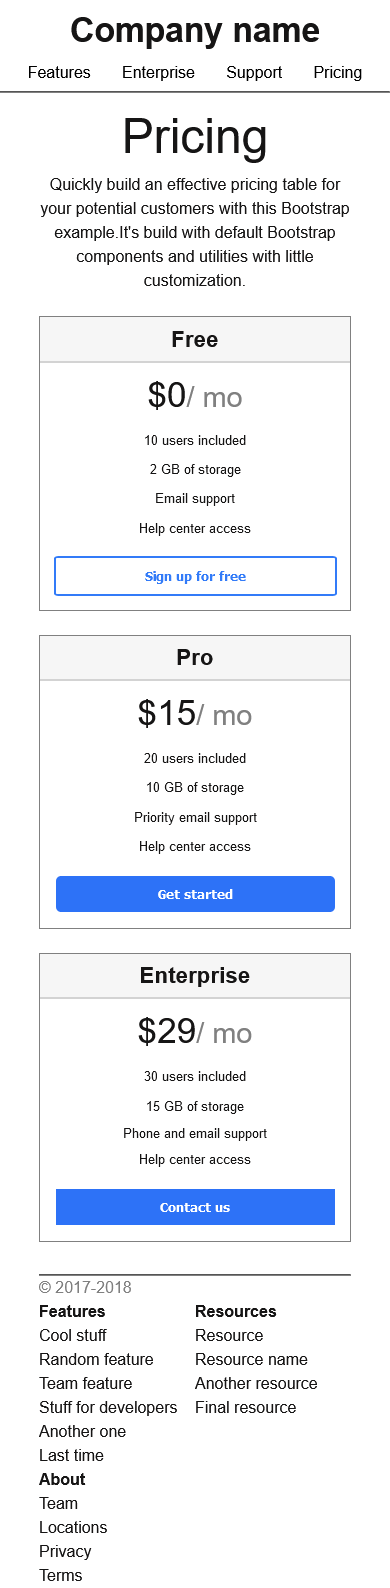 Company name
Features Enterprise Support Pricing
Pricing
Quickly build an effective pricing table for
your potential customers with this Bootstrap
example.It's build with default Bootstrap
components and utilities with little
customization.
Free
$0/ mo
10 users included
2 GB of storage
Email support
Help center access
Sign up for free
Pro
$15/ mo
20 users included
10 GB of storage
Priority email support
Help center access
Get started
Enterprise
$29/ mo
30 users included
15 GB of storage
Phone and email support
Help center access
Contact us
© 2017-2018
Features
Cool stuff
Random feature
Team feature
Stuff for developers
Another one
Last time
Resources
Resource
Resource name
Another resource
Final resource
About
Team
Locations
Privacy
Terms